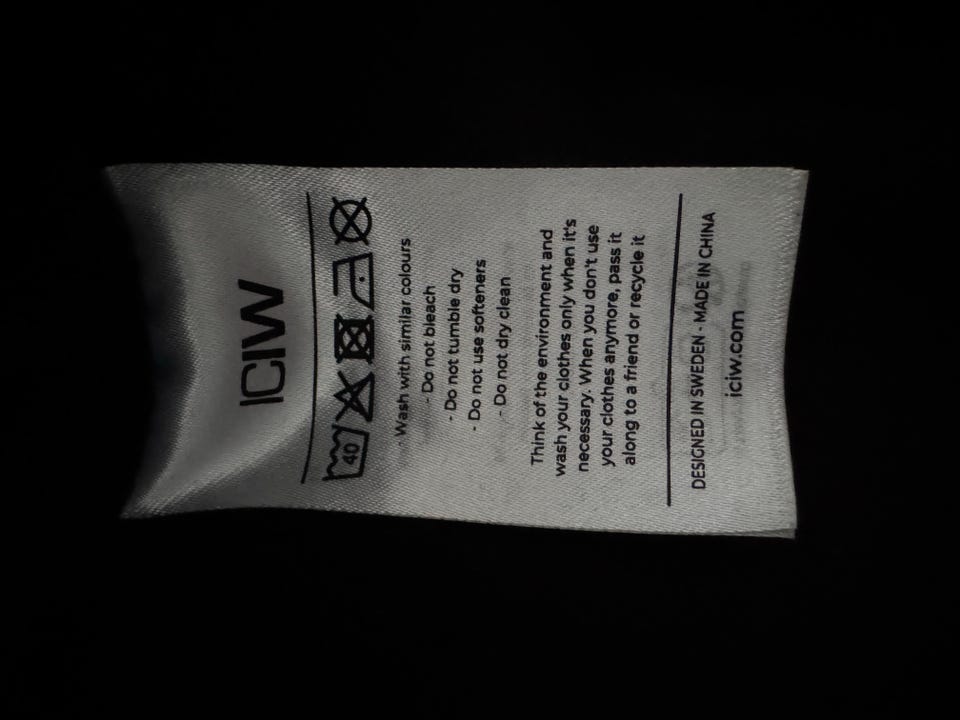 ICIW
40
- Wash with similar colours
- Do not bleach
- Do not tumble dry
- Do not use softeners
- Do not dry clean
Think of the environment and
wash your clothes only when it's
necessary. When you don't use
your clothes anymore, pass it
along to a friend or recycle it
DESIGNED IN SWEDEN - MADE IN CHINA
iciw.com